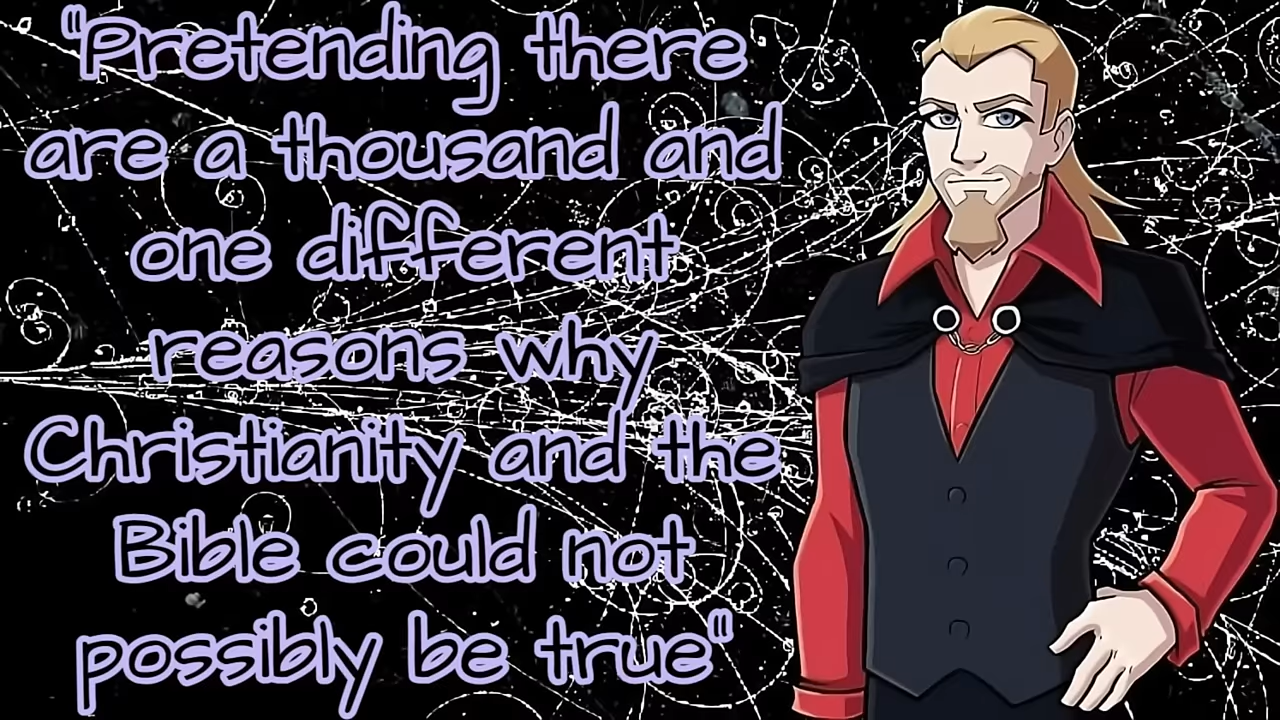 "Pretending there
are a thousand and
one different
reasons why
Christianity and the
Bible could not
possibly be true"